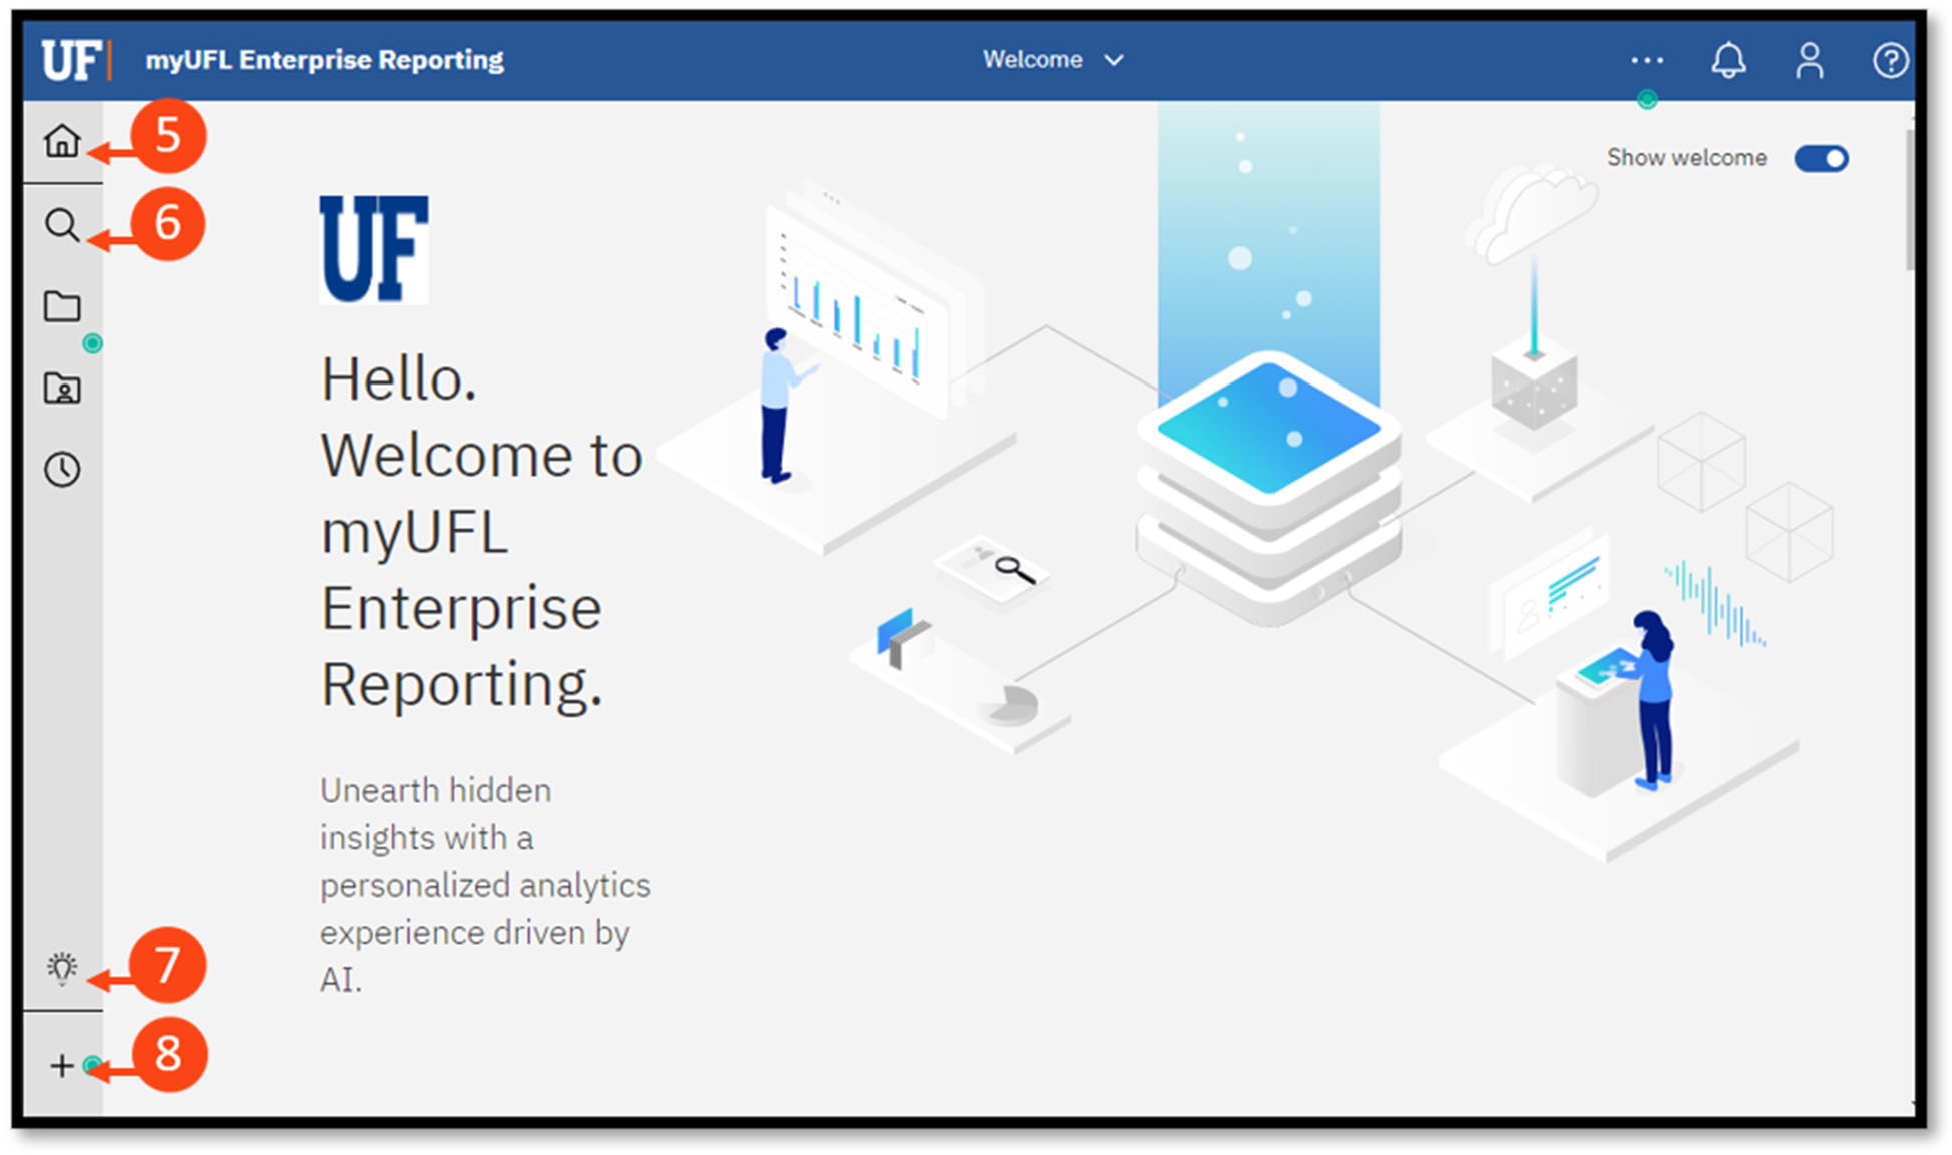 UF myUFL Enterprise Reporting Welcome
Show welcome
5
6
UF
Hello.
Welcome to
myUFL
Enterprise
Reporting.
Unearth hidden
insights with a
personalized analytics
experience driven by
AI.
7
8